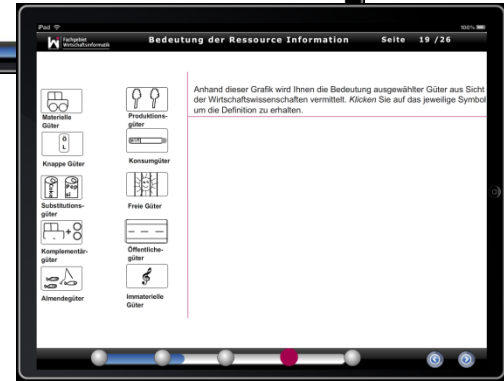 iPad
100%
Fachgebiet
Wirtschaftsinformatik
Bedeutung der Ressource Information
Seite 19 /26
Anhand dieser Grafik wird Ihnen die Bedeutung ausgewählter Güter aus Sicht
der Wirtschaftswissenschaften vermittelt. Klicken Sie auf das jeweilige Symbol
um die Definition zu erhalten.
Materielle
Güter
Produktions-
güter
O
L
Knappe Güter
Konsumgüter
Substitutions-
güter
Freie Güter
Komplementär-
güter
Öffentliche-
güter
Almendegüter
Immaterielle
Güter